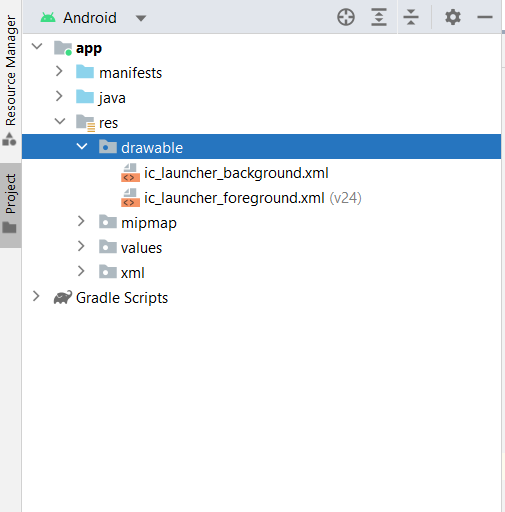 Android
Resource Manager
Project
app
manifests
java
res
drawable
ic_launcher_background.xml
ic_launcher_foreground.xml (v24)
mipmap
values
xml
Gradle Scripts